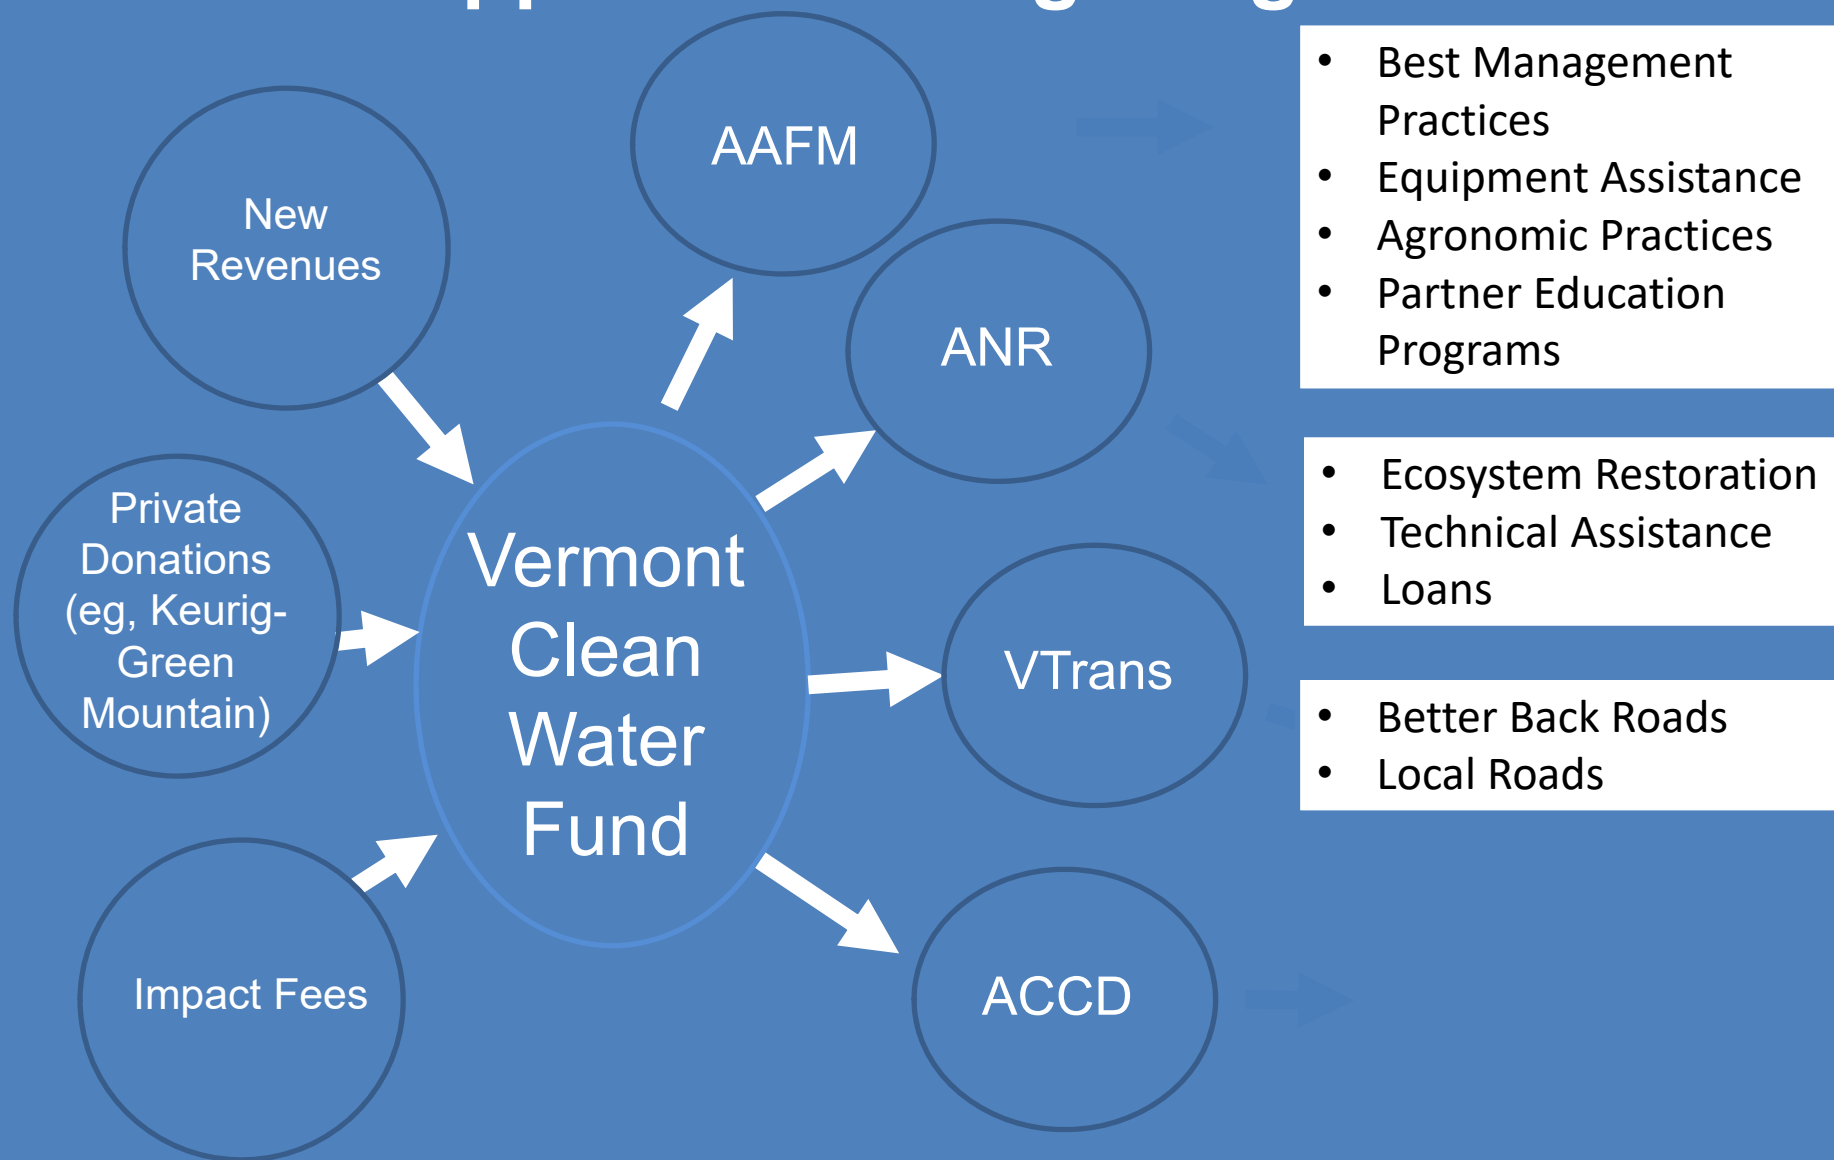 New
Revenues
Private
Donations
(eg, Keurig-
Green
Mountain)
Impact Fees
Vermont
Clean
Water
Fund
AAFM
ANR
VTrans
ACCD
• Best Management
Practices
• Equipment Assistance
• Agronomic Practices
• Partner Education
Programs
• Ecosystem Restoration
• Technical Assistance
• Loans
• Better Back Roads
• Local Roads